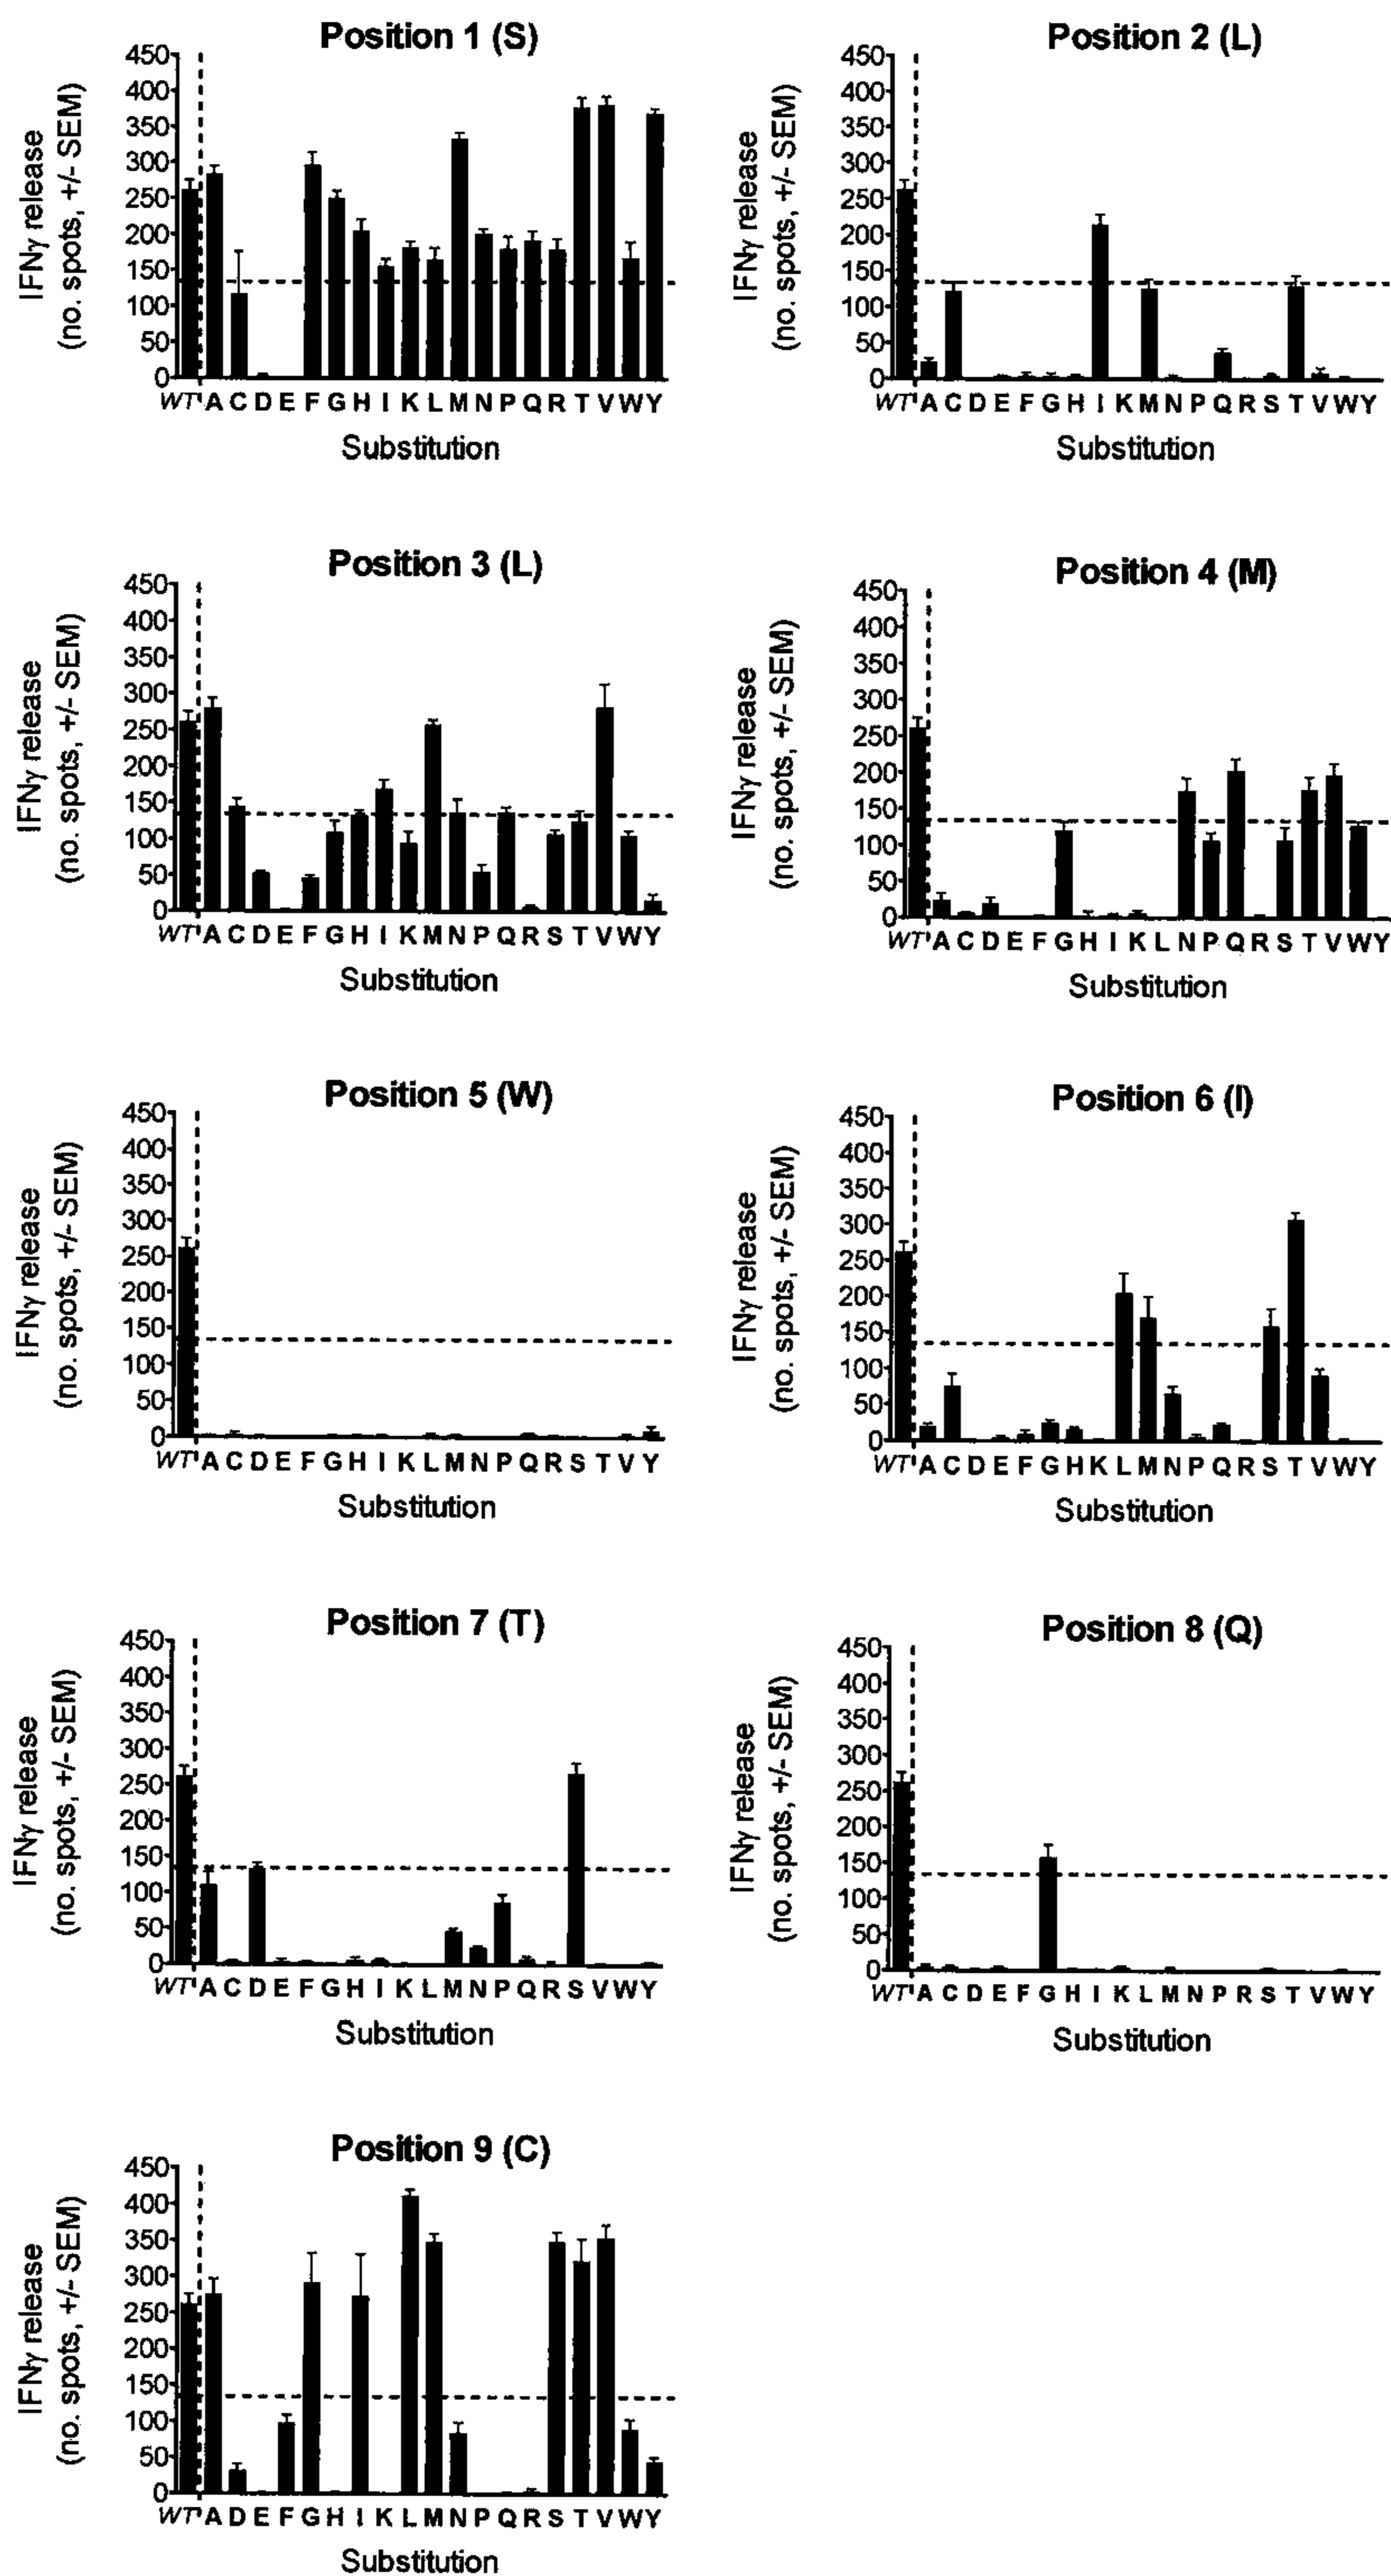 Position 1 (S)
IFNγ release
(no. spots, +/- SEM)
450
400
350
300
250
200
150
100
50
0
WT A C D E F G H I K L M N P Q R T V W Y
Substitution
Position 2 (L)
IFNγ release
(no. spots, +/- SEM)
450
400
350
300
250
200
150
100
50
0
WT A C D E F G H I K M N P Q R S T V W Y
Substitution
Position 3 (L)
IFNγ release
(no. spots, +/- SEM)
450
400
350
300
250
200
150
100
50
0
WT A C D E F G H I K M N P Q R S T V W Y
Substitution
Position 4 (M)
IFNγ release
(no. spots, +/- SEM)
450
400
350
300
250
200
150
100
50
0
WT A C D E F G H I K L N P Q R S T V W Y
Substitution
Position 5 (W)
IFNγ release
(no. spots, +/- SEM)
450
400
350
300
250
200
150
100
50
0
WT A C D E F G H I K L M N P Q R S T V Y
Substitution
Position 6 (I)
IFNγ release
(no. spots, +/- SEM)
450
400
350
300
250
200
150
100
50
0
WT A C D E F G H K L M N P Q R S T V W Y
Substitution
Position 7 (T)
IFNγ release
(no. spots, +/- SEM)
450
400
350
300
250
200
150
100
50
0
WT A C D E F G H I K L M N P Q R S V W Y
Substitution
Position 8 (Q)
IFNγ release
(no. spots, +/- SEM)
450
400
350
300
250
200
150
100
50
0
WT A C D E F G H I K L M N P R S T V W Y
Substitution
Position 9 (C)
IFNγ release
(no. spots, +/- SEM)
450
400
350
300
250
200
150
100
50
0
WT A D E F G H I K L M N P Q R S T V W Y
Substitution